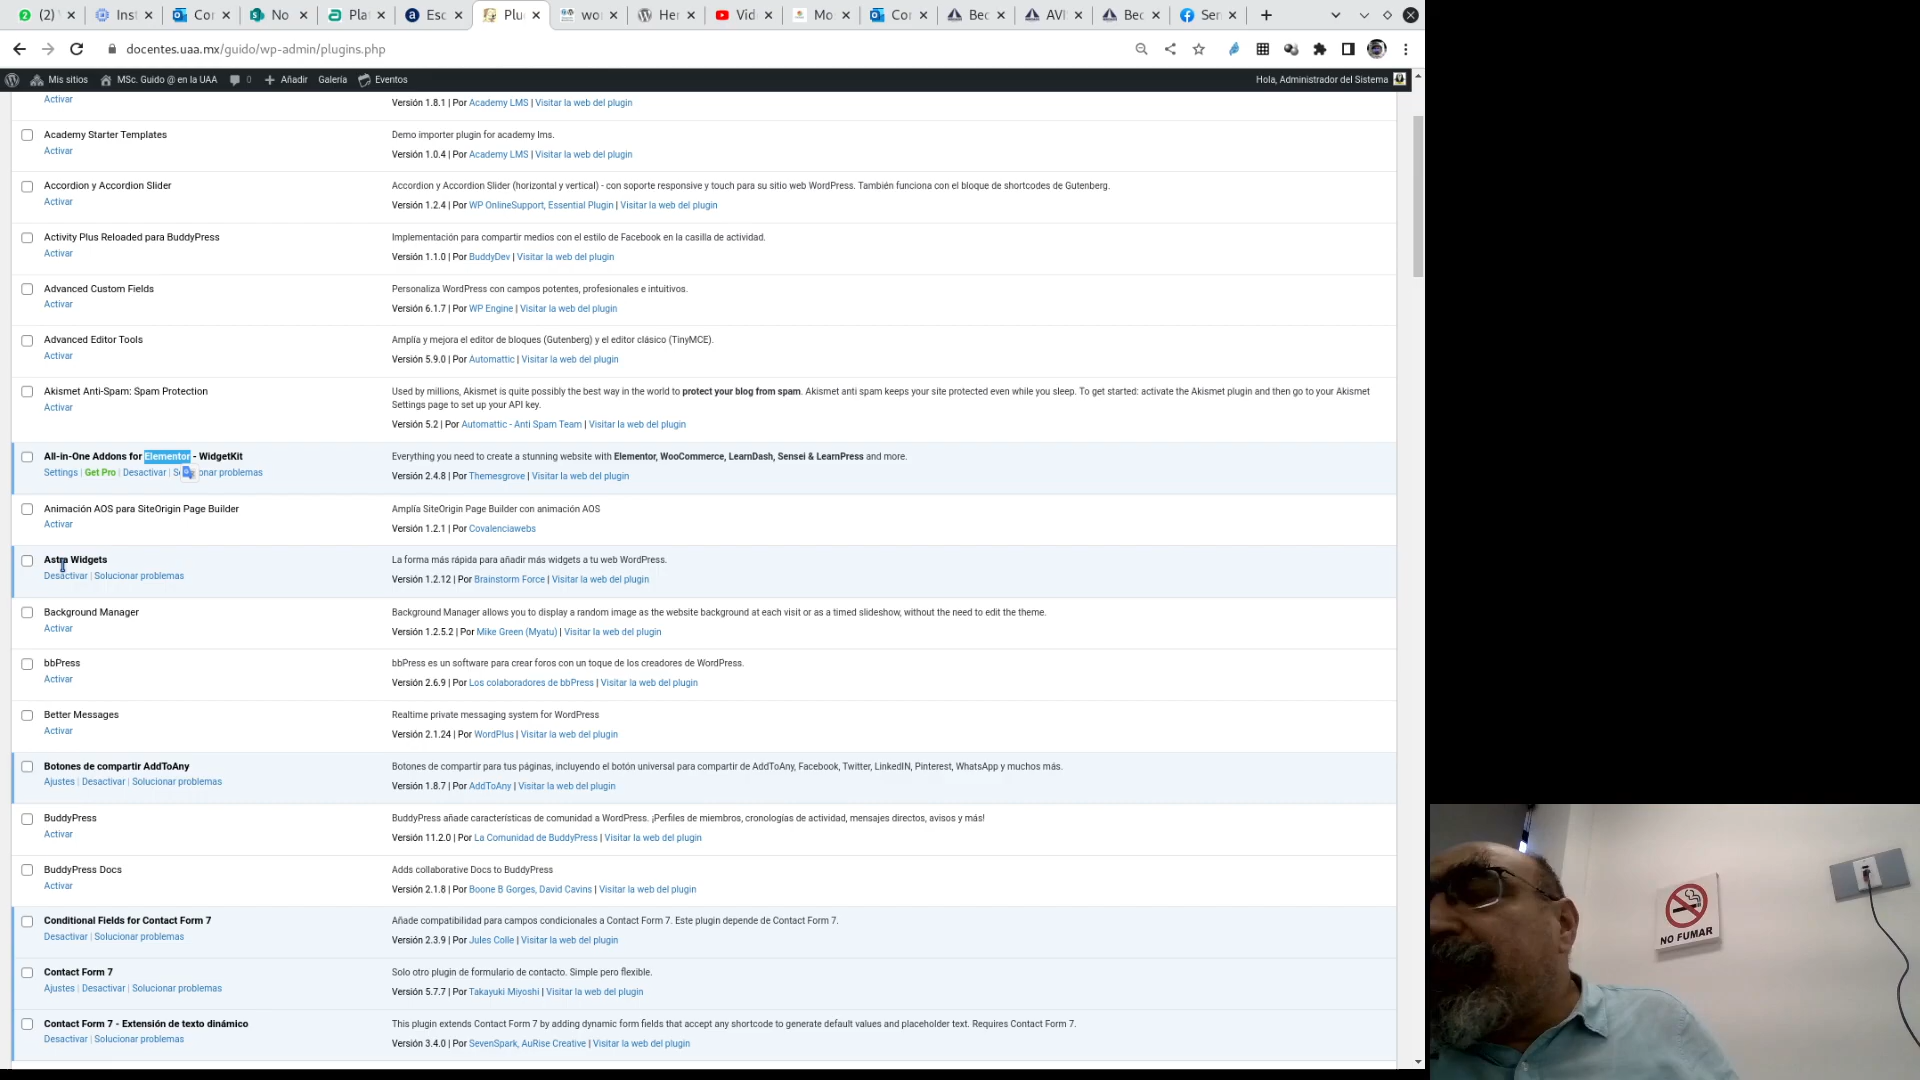 (2)
Inst
Cor
No
Pla
Esc
Plu
wo
Her
Vid
Mo
Cor
Bec
AVI
Bec
Ser
docentes.uaa.mx/guido/wp-admin/plugins.php
Mis sitios
MSc. Guido @ en la UAA
0
Añadir
Galería
Eventos
Hola, Administrador del Sistema
Activar
Versión 1.8.1 | Por Academy LMS | Visitar la web del plugin
Academy Starter Templates
Demo importer plugin for academy lms.
Activar
Versión 1.0.4 | Por Academy LMS | Visitar la web del plugin
Accordion y Accordion Slider
Accordion y Accordion Slider (horizontal y vertical) - con soporte responsive y touch para su sitio web WordPress. También funciona con el bloque de shortcodes de Gutenberg.
Activar
Versión 1.2.4 | Por WP OnlineSupport, Essential Plugin | Visitar la web del plugin
Activity Plus Reloaded para BuddyPress
Implementación para compartir medios con el estilo de Facebook en la casilla de actividad.
Activar
Versión 1.1.0 | Por BuddyDev | Visitar la web del plugin
Advanced Custom Fields
Personaliza WordPress con campos potentes, profesionales e intuitivos.
Activar
Versión 6.1.7 | Por WP Engine | Visitar la web del plugin
Advanced Editor Tools
Amplía y mejora el editor de bloques (Gutenberg) y el editor clásico (TinyMCE).
Activar
Versión 5.9.0 | Por Automattic | Visitar la web del plugin
Akismet Anti-Spam: Spam Protection
Used by millions, Akismet is quite possibly the best way in the world to protect your blog from spam. Akismet anti spam keeps your site protected even while you sleep. To get started: activate the Akismet plugin and then go to your Akismet
Activar
Settings page to set up your API key.
Versión 5.2 | Por Automattic - Anti Spam Team | Visitar la web del plugin
All-in-One Addons for Elementor - WidgetKit
Everything you need to create a stunning website with Elementor, WooCommerce, LearnDash, Sensei & LearnPress and more.
Settings | Get Pro | Desactivar | problemas
Versión 2.4.8 | Por Themesgrove | Visitar la web del plugin
Animación AOS para SiteOrigin Page Builder
Amplía SiteOrigin Page Builder con animación AOS
Activar
Versión 1.2.1 | Por Covalenciawebs
Astra Widgets
La forma más rápida para añadir más widgets a tu web WordPress.
Desactivar | Solucionar problemas
Versión 1.2.12 | Por Brainstorm Force | Visitar la web del plugin
Background Manager
Background Manager allows you to display a random image as the website background at each visit or as a timed slideshow, without the need to edit the theme.
Activar
Versión 1.2.5.2 | Por Mike Green (Myatu) | Visitar la web del plugin
bbPress
bbPress es un software para crear foros con un toque de los creadores de WordPress.
Activar
Versión 2.6.9 | Por Los colaboradores de bbPress | Visitar la web del plugin
Better Messages
Realtime private messaging system for WordPress
Activar
Versión 2.1.24 | Por WordPlus | Visitar la web del plugin
Botones de compartir AddToAny
Botones de compartir para tus páginas, incluyendo el botón universal para compartir de AddToAny, Facebook, Twitter, LinkedIN, Pinterest, WhatsApp y muchos más.
Ajustes | Desactivar | Solucionar problemas
Versión 1.8.7 | Por AddToAny | Visitar la web del plugin
BuddyPress
BuddyPress añade características de comunidad a WordPress. ¡Perfiles de miembros, cronologías de actividad, mensajes directos, avisos y más!
Activar
Versión 11.2.0 | Por La Comunidad de BuddyPress | Visitar la web del plugin
BuddyPress Docs
Adds collaborative Docs to BuddyPress
Activar
Versión 2.1.8 | Por Boone B Gorges, David Cavins | Visitar la web del plugin
Conditional Fields for Contact Form 7
Añade compatibilidad para campos condicionales a Contact Form 7. Este plugin depende de Contact Form 7.
Desactivar | Solucionar problemas
Versión 2.3.9 | Por Jules Colle | Visitar la web del plugin
Contact Form 7
Solo otro plugin de formulario de contacto. Simple pero flexible.
Ajustes | Desactivar | Solucionar problemas
Versión 5.7.7 | Por Takayuki Miyoshi | Visitar la web del plugin
Contact Form 7 - Extensión de texto dinámico
This plugin extends Contact Form 7 by adding dynamic form fields that accept any shortcode to generate default values and placeholder text. Requires Contact Form 7.
Desactivar | Solucionar problemas
Versión 3.4.0 | Por SevenSpark, AuRise Creative | Visitar la web del plugin
NO FUMAR